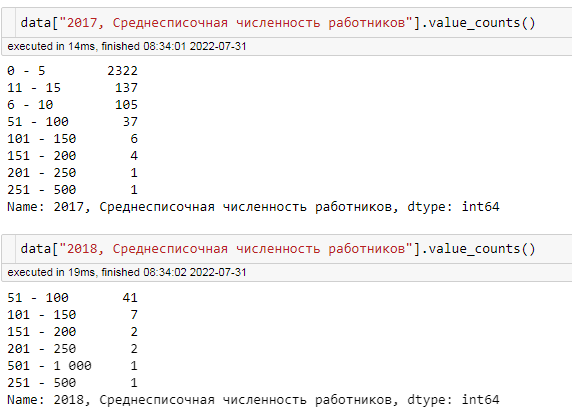 data["2017, Среднесписочная численность работников"].value_counts()
executed in 14ms, finished 08:34:01 2022-07-31
0 - 5        2322
11 - 15       137
6 - 10        105
51 - 100       37
101 - 150       6
151 - 200       4
201 - 250       1
251 - 500       1
Name: 2017, Среднесписочная численность работников, dtype: int64
data["2018, Среднесписочная численность работников"].value_counts()
executed in 19ms, finished 08:34:02 2022-07-31
51 - 100       41
101 - 150       7
151 - 200       2
201 - 250       2
501 - 1 000     1
251 - 500       1
Name: 2018, Среднесписочная численность работников, dtype: int64